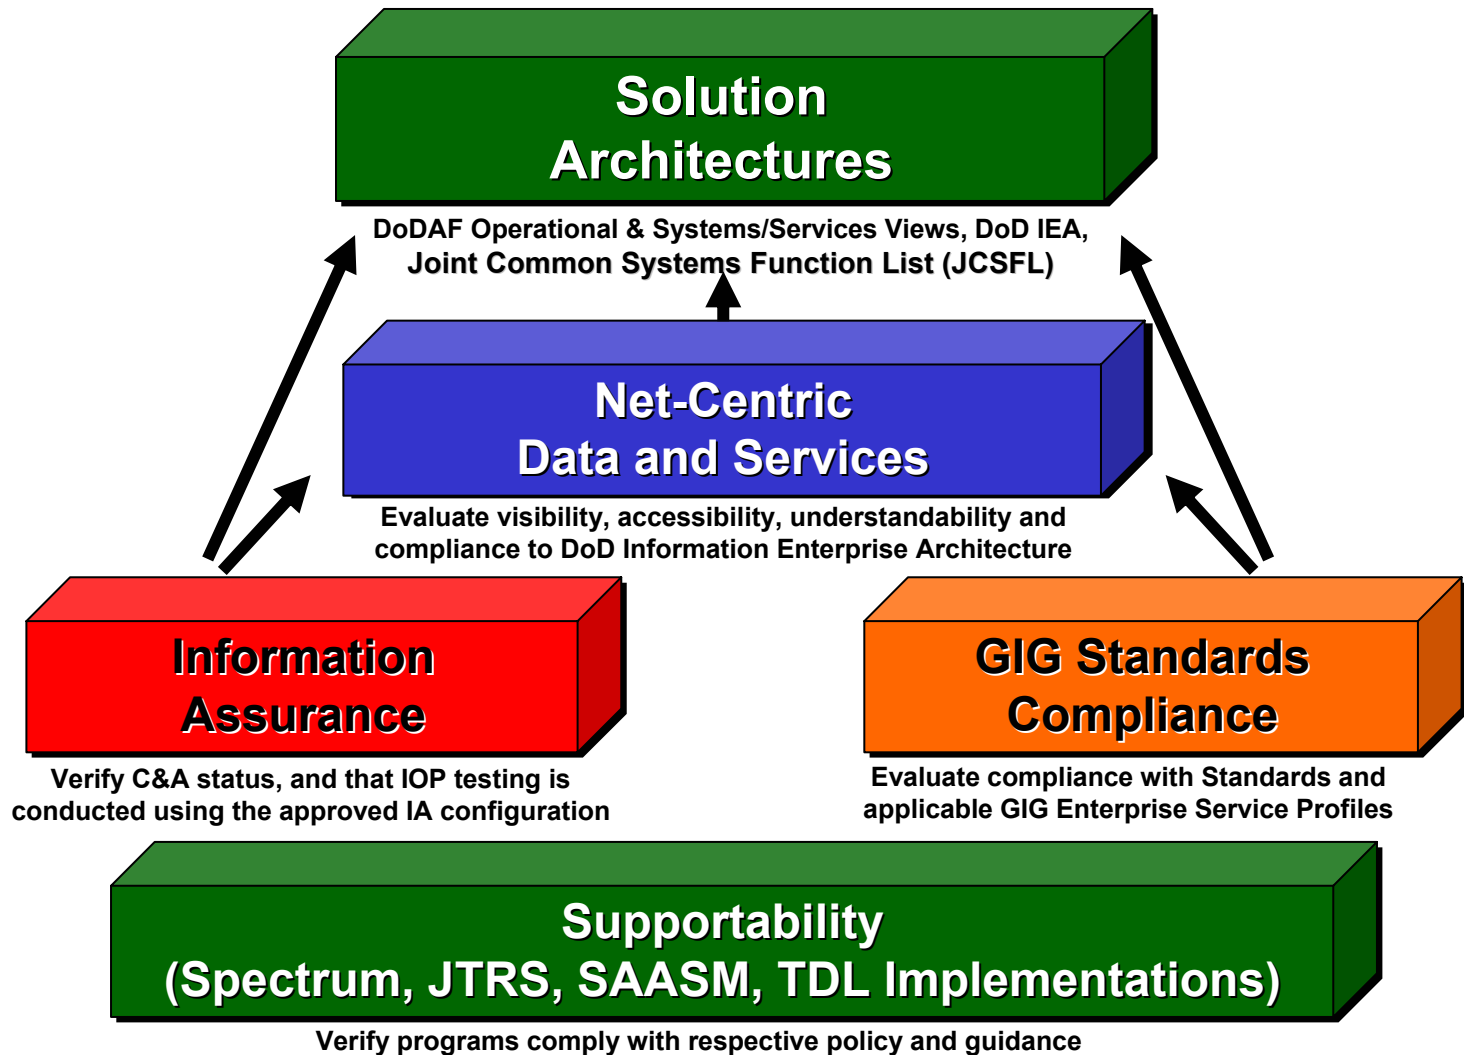 Solution
Architectures
DoDAF Operational & Systems/Services Views, DoD IEA,
Joint Common Systems Function List (JCSFL)
Net-Centric
Data and Services
Evaluate visibility, accessibility, understandability and
compliance to DoD Information Enterprise Architecture
Information
Assurance
Verify C&A status, and that IOP testing is
conducted using the approved IA configuration
GIG Standards
Compliance
Evaluate compliance with Standards and
applicable GIG Enterprise Service Profiles
Supportability
(Spectrum, JTRS, SAASM, TDL Implementations)
Verify programs comply with respective policy and guidance